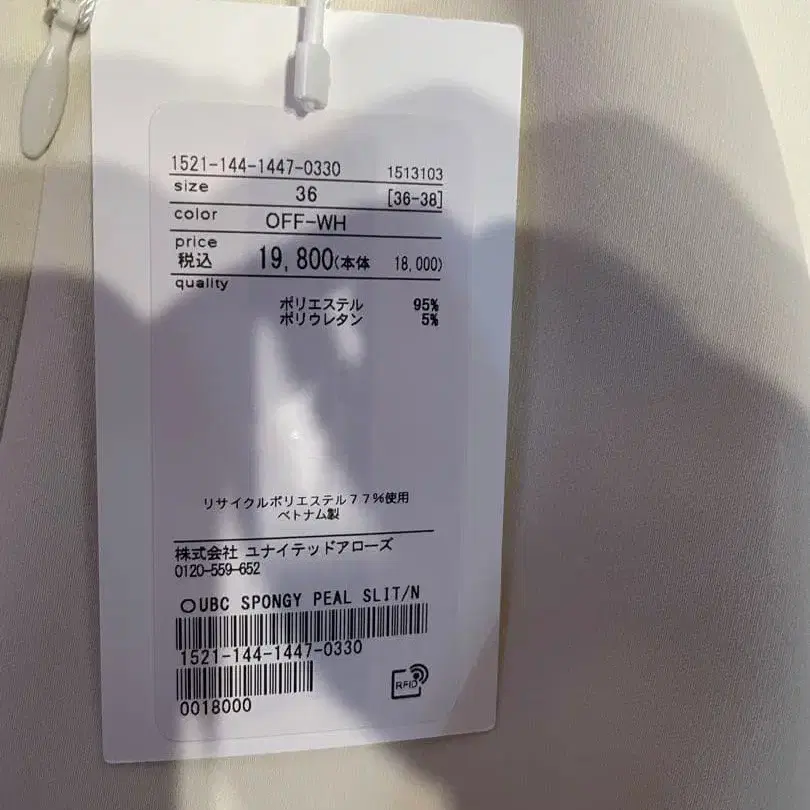 1521-144-1447-0330 1513103
size 36 [36-38]
color OFF-WH
price
税込 19,800(本体 18,000)
quality
ポリエステル 95%
ポリウレタン 5%
リサイクルポリエステル77%使用
ベトナム製
株式会社 ユナイテッドアローズ
0120-559-652
○UBC SPONGY PEAL SLIT/N
1521-144-1447-0330
RFID
0018000